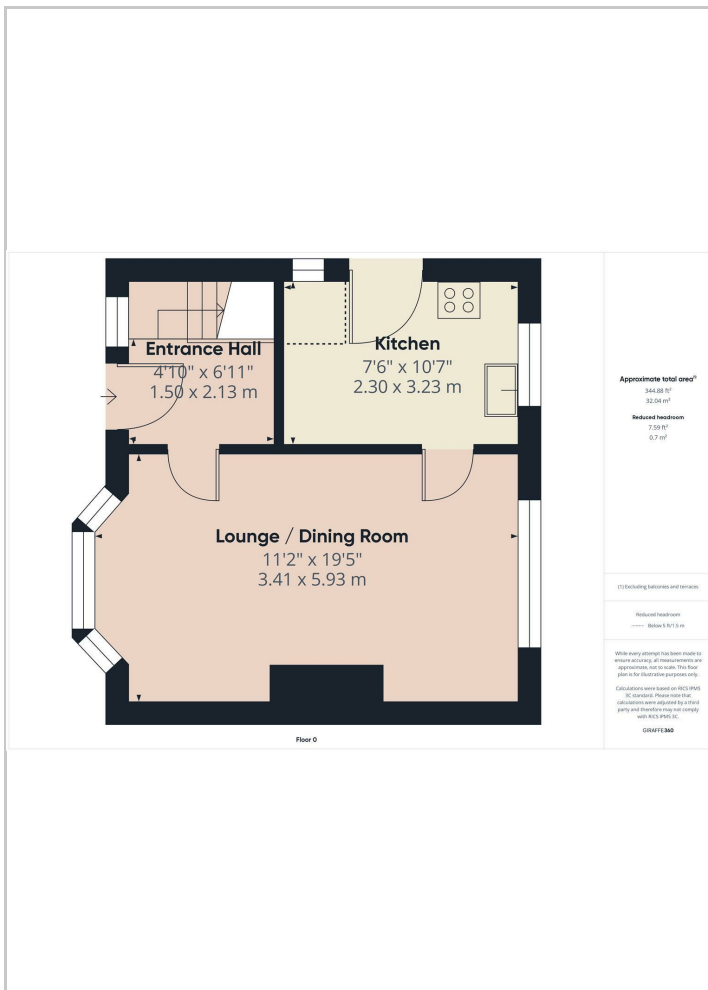 Entrance Hall
4'10" x 6'11"
1.50 x 2.13 m
Kitchen
7'6" x 10'7"
2.30 x 3.23 m
Lounge / Dining Room
11'2" x 19'5"
3.41 x 5.93 m
Floor 0
Approximate total area⁽¹⁾
344.88 ft²
32.04 m²
Reduced headroom
7.59 ft²
0.7 m²
(1) Excluding balconies and terraces
Reduced headroom
------ Below 5 ft/1.5 m
While every attempt has been made to
ensure accuracy, all measurements are
approximate, not to scale. This floor
plan is for illustrative purposes only.
Calculations were based on RICS IPMS
3C standard. Please note that
calculations were adjusted by a third
party and therefore may not comply
with RICS IPMS 3C.
GIRAFFE360